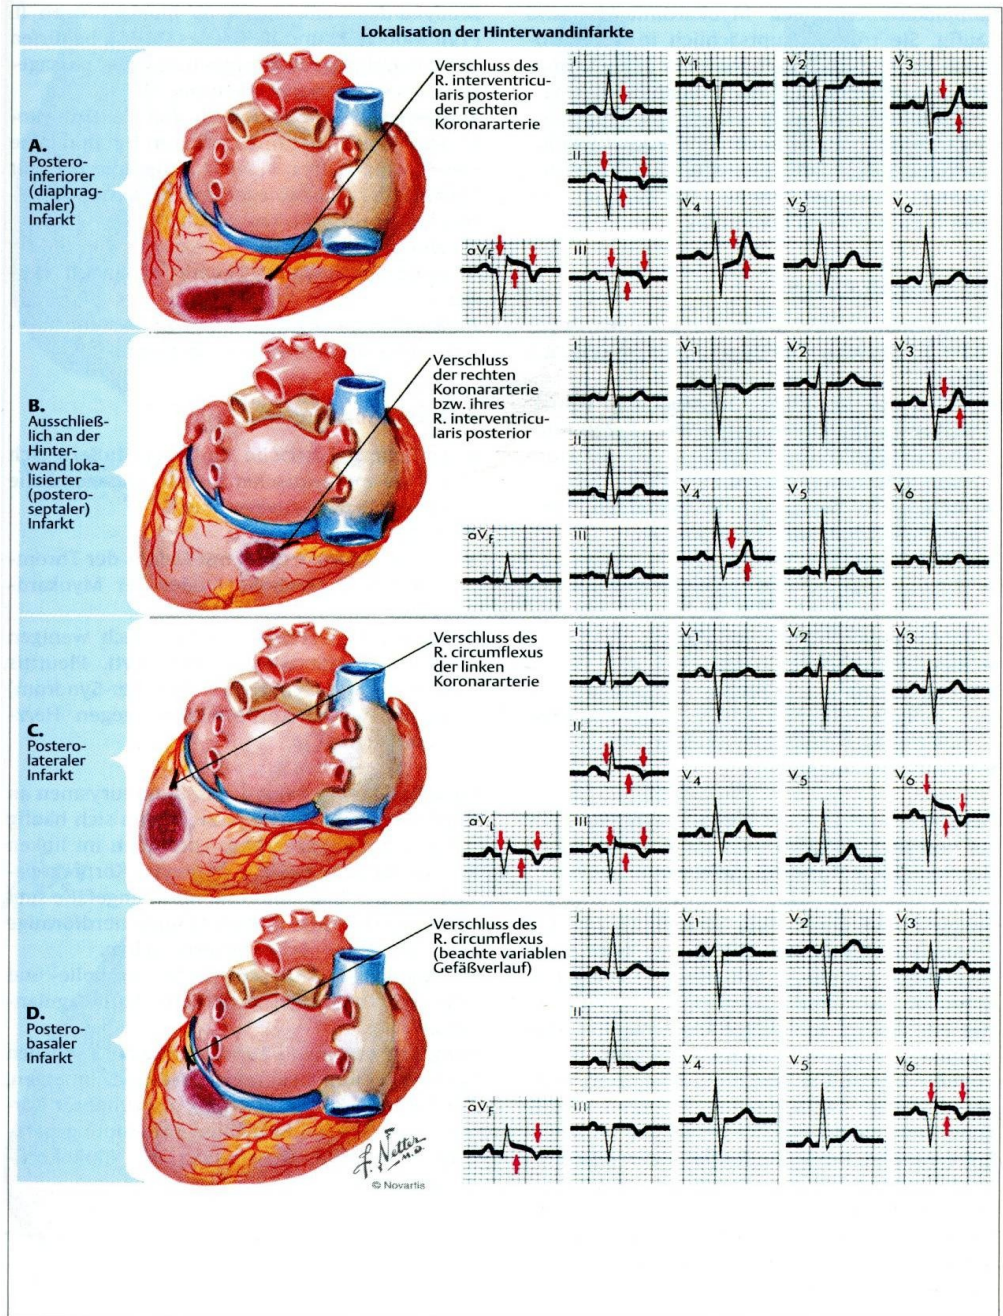 Lokalisation der Hinterwandinfarkte
A.
Postero-
inferiorer
(diaphrag-
maler)
Infarkt
Verschluss des
R. interventricu-
laris posterior
der rechten
Koronararterie
I
II
aVF
III
V1
V2
V3
V4
V5
V6
B.
Ausschließ-
lich an der
Hinter-
wand loka-
lisierter
(postero-
septaler)
Infarkt
Verschluss
der rechten
Koronararterie
bzw. ihres
R. interventricu-
laris posterior
I
II
aVF
III
V1
V2
V3
V4
V5
V6
C.
Postero-
lateraler
Infarkt
Verschluss des
R. circumflexus
der linken
Koronararterie
I
II
aVL
III
V1
V2
V3
V4
V5
V6
D.
Postero-
basaler
Infarkt
Verschluss des
R. circumflexus
(beachte variablen
Gefäßverlauf)
I
II
aVF
III
V1
V2
V3
V4
V5
V6
F. Netter
M.D.
© Novartis